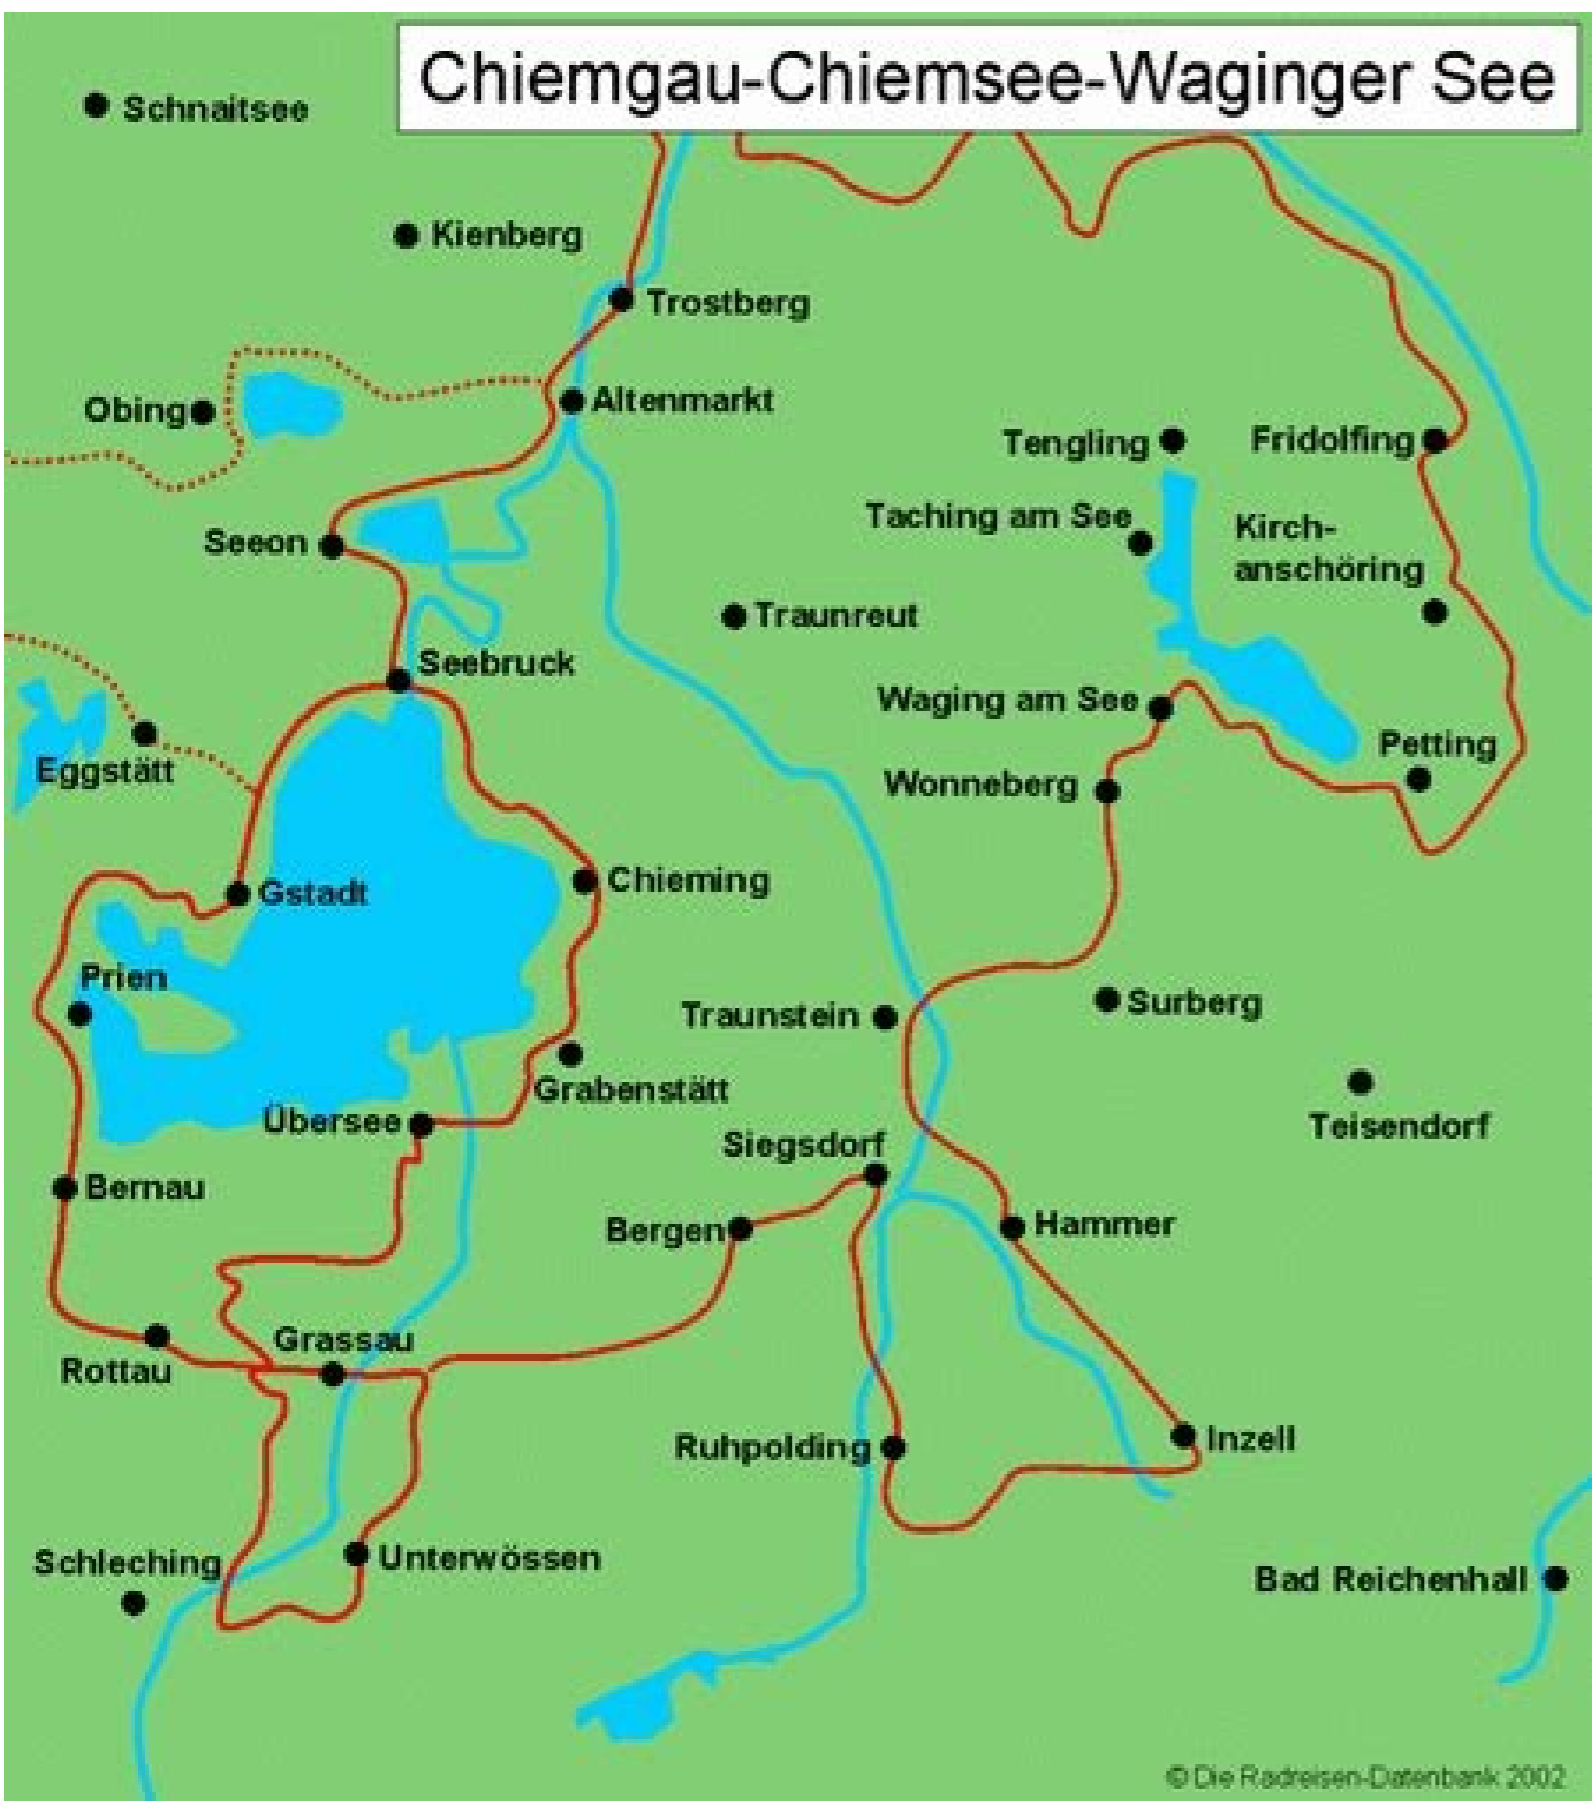 Chiemgau-Chiemsee-Waginger See
Schnaitsee
Kienberg
Trostberg
Obing
Altenmarkt
Tengling
Fridolfing
Taching am See
Kirch-
anschöring
Seeon
Traunreut
Seebruck
Waging am See
Petting
Eggstätt
Wonneberg
Chieming
Gstadt
Prien
Traunstein
Surberg
Grabenstätt
Übersee
Teisendorf
Siegsdorf
Bernau
Bergen
Hammer
Grassau
Rottau
Ruhpolding
Inzell
Schleching
Unterwössen
Bad Reichenhall
© Die Radreisen-Datenbank 2002